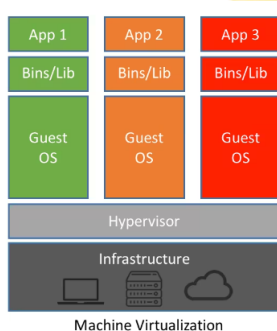 App 1 App 2 App 3
Bins/Lib Bins/Lib Bins/Lib
Guest Guest Guest
OS OS OS
Hypervisor
Infrastructure
Machine Virtualization